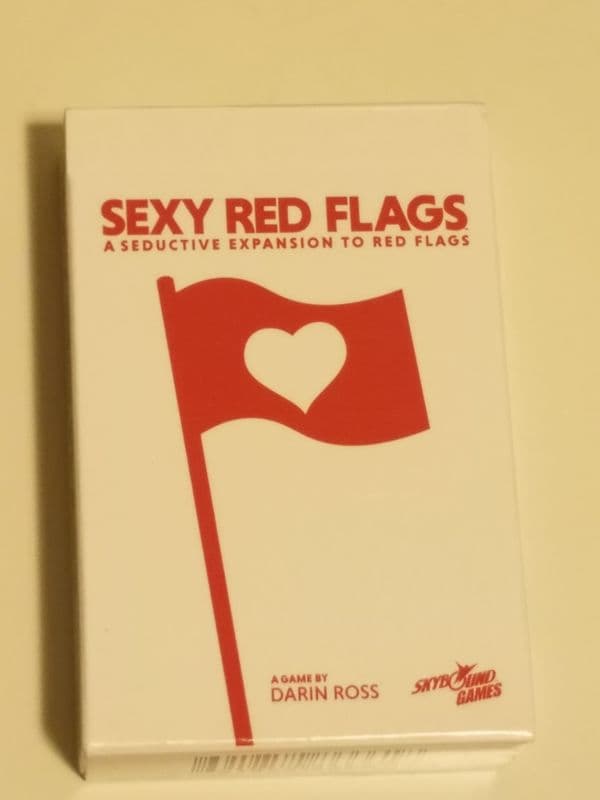 SEXY RED FLAGS
A SEDUCTIVE EXPANSION TO RED FLAGS
A GAME BY
DARIN ROSS
SKYBOUND
GAMES